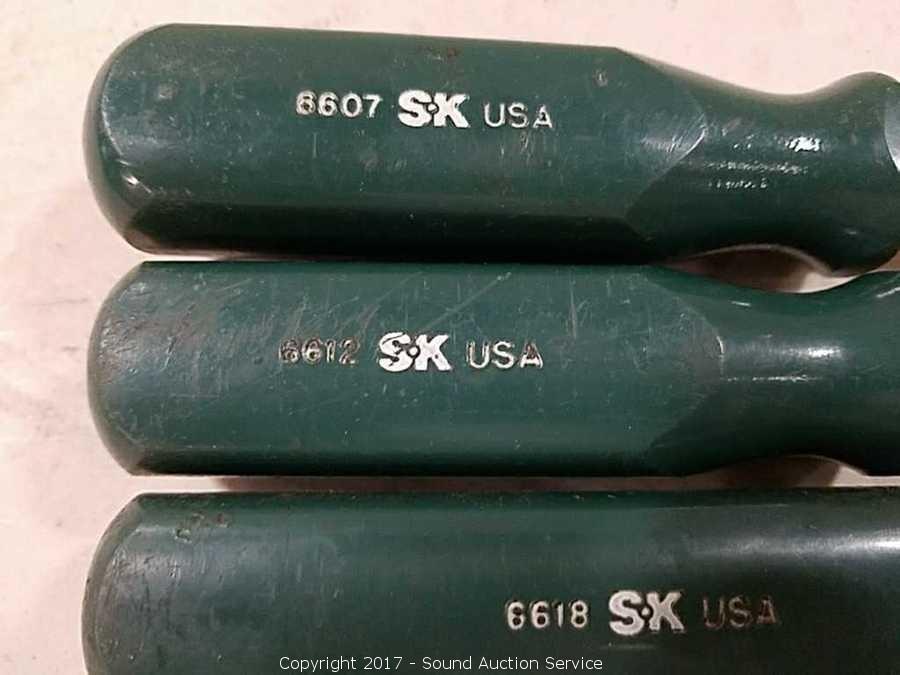 6607 S·K USA
6612 S·K USA
6618 S·K USA
Copyright 2017 - Sound Auction Service